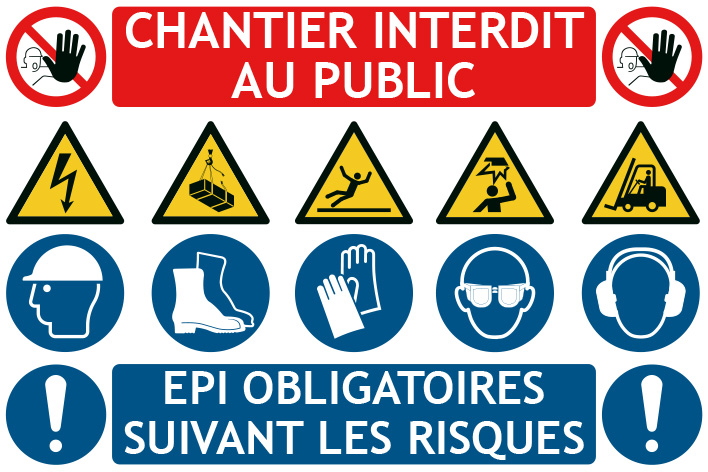 CHANTIER INTERDIT
AU PUBLIC
EPI OBLIGATOIRES
SUIVANT LES RISQUES